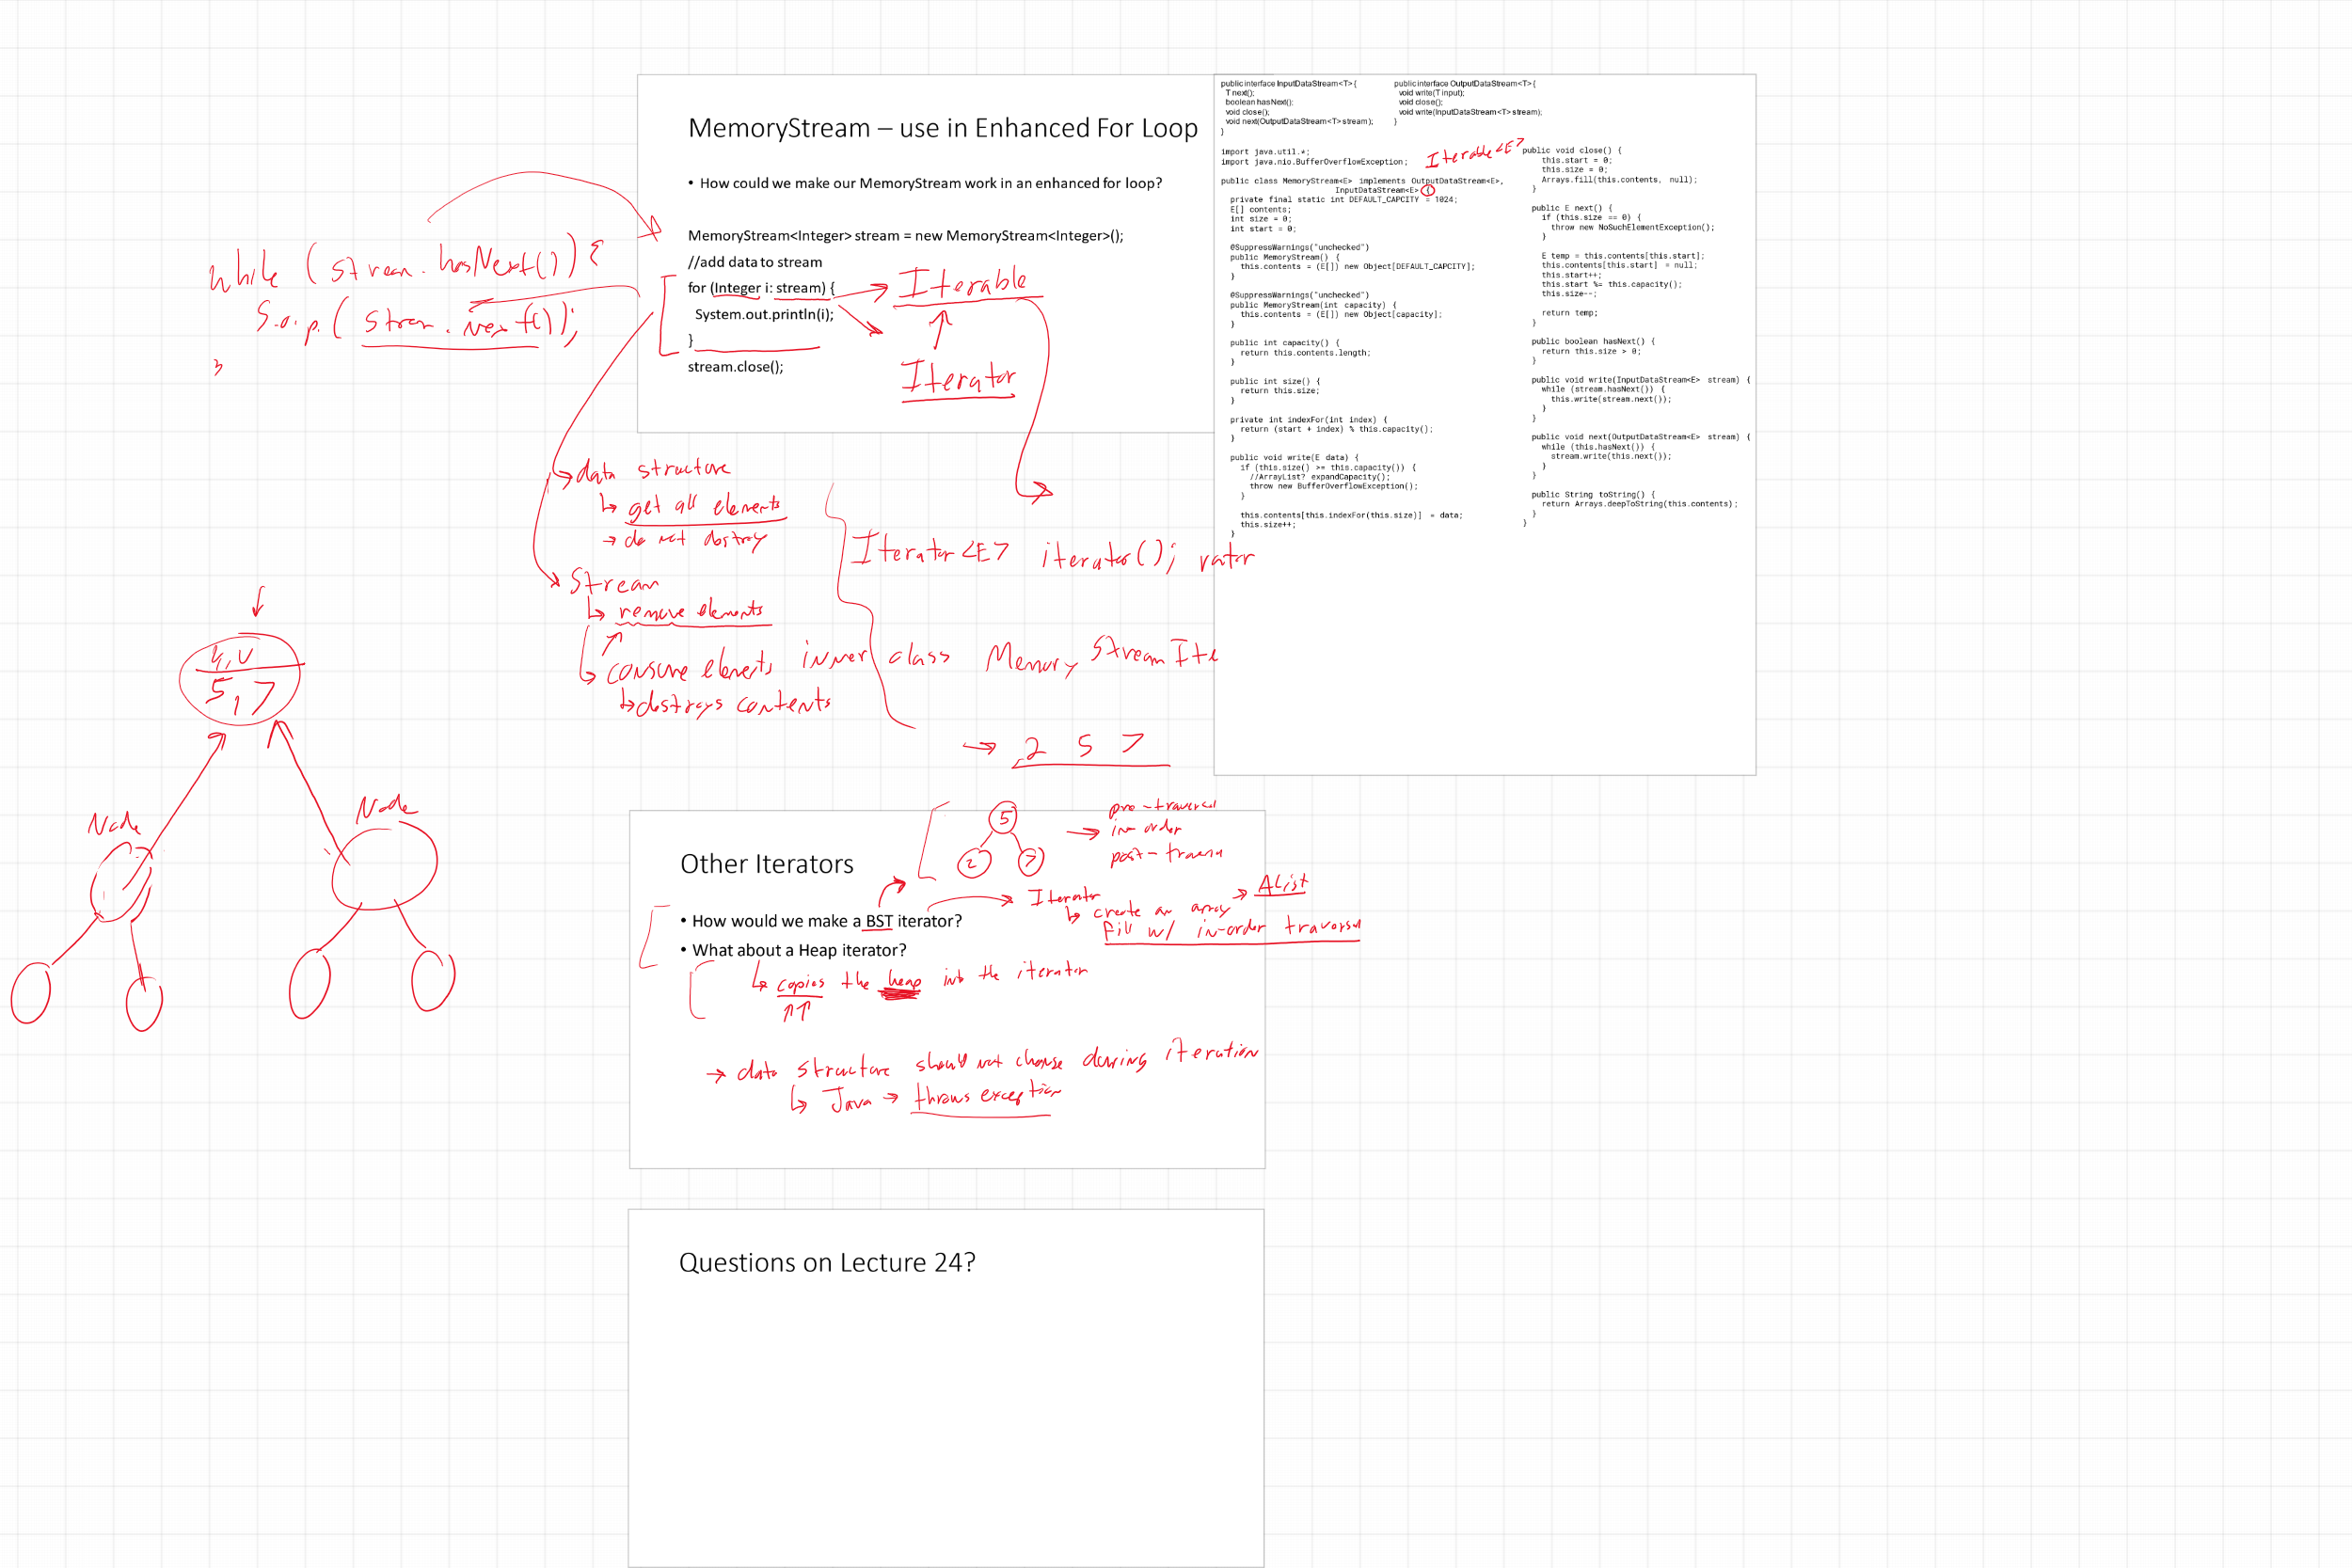 MemoryStream – use in Enhanced For Loop
• How could we make our MemoryStream work in an enhanced for loop?
MemoryStream<Integer> stream = new MemoryStream<Integer>();
//add data to stream
for (Integer i: stream) {
System.out.println(i);
}
stream.close();
Iterable
Iterator
while (stream.hasNext()) {
S.o.p.( strem.next());
}
data structure
get all elements
do not destroy
Stream
remove elements
consume elements
destroys contents
Iterator<E> iterator(); rator
inner class MemoryStreamIte
2 5 7
public interface InputDataStream<T>{
T next();
boolean hasNext();
void close();
void next(OutputDataStream<T> stream);
}
public interface OutputDataStream<T>{
void write(T input);
void close();
void write(InputDataStream<T> stream);
}
import java.util.*;
import java.nio.BufferOverflowException;
Iterable<E>
public class MemoryStream<E> implements OutputDataStream<E>,
InputDataStream<E> {
private final static int DEFAULT_CAPCITY = 1024;
E[] contents;
int size = 0;
int start = 0;
@SuppressWarnings("unchecked")
public MemoryStream() {
this.contents = (E[]) new Object[DEFAULT_CAPCITY];
}
@SuppressWarnings("unchecked")
public MemoryStream(int capacity) {
this.contents = (E[]) new Object[capacity];
}
public int capacity() {
return this.contents.length;
}
public int size() {
return this.size;
}
private int indexFor(int index) {
return (start + index) % this.capacity();
}
public void write(E data) {
if (this.size() >= this.capacity()) {
//ArrayList? expandCapacity();
throw new BufferOverflowException();
}
this.contents[this.indexFor(this.size)] = data;
this.size++;
}
public void close() {
this.start = 0;
this.size = 0;
Arrays.fill(this.contents, null);
}
public E next() {
if (this.size == 0) {
throw new NoSuchElementException();
}
E temp = this.contents[this.start];
this.contents[this.start] = null;
this.start++;
this.start %= this.capacity();
this.size--;
return temp;
}
public boolean hasNext() {
return this.size > 0;
}
public void write(InputDataStream<E> stream) {
while (stream.hasNext()) {
this.write(stream.next());
}
}
public void next(OutputDataStream<E> stream) {
while (this.hasNext()) {
stream.write(this.next());
}
}
public String toString() {
return Arrays.deepToString(this.contents);
}
}
5, 7
Node
Node
Other Iterators
5
2
7
pre-traversal
in-order
post-traversal
• How would we make a BST iterator?
Iterator
create an array
AList
fill w/ in-order traversal
• What about a Heap iterator?
copies the heap into the iterator
data structure should not change during iteration
Java → throws exception
Questions on Lecture 24?